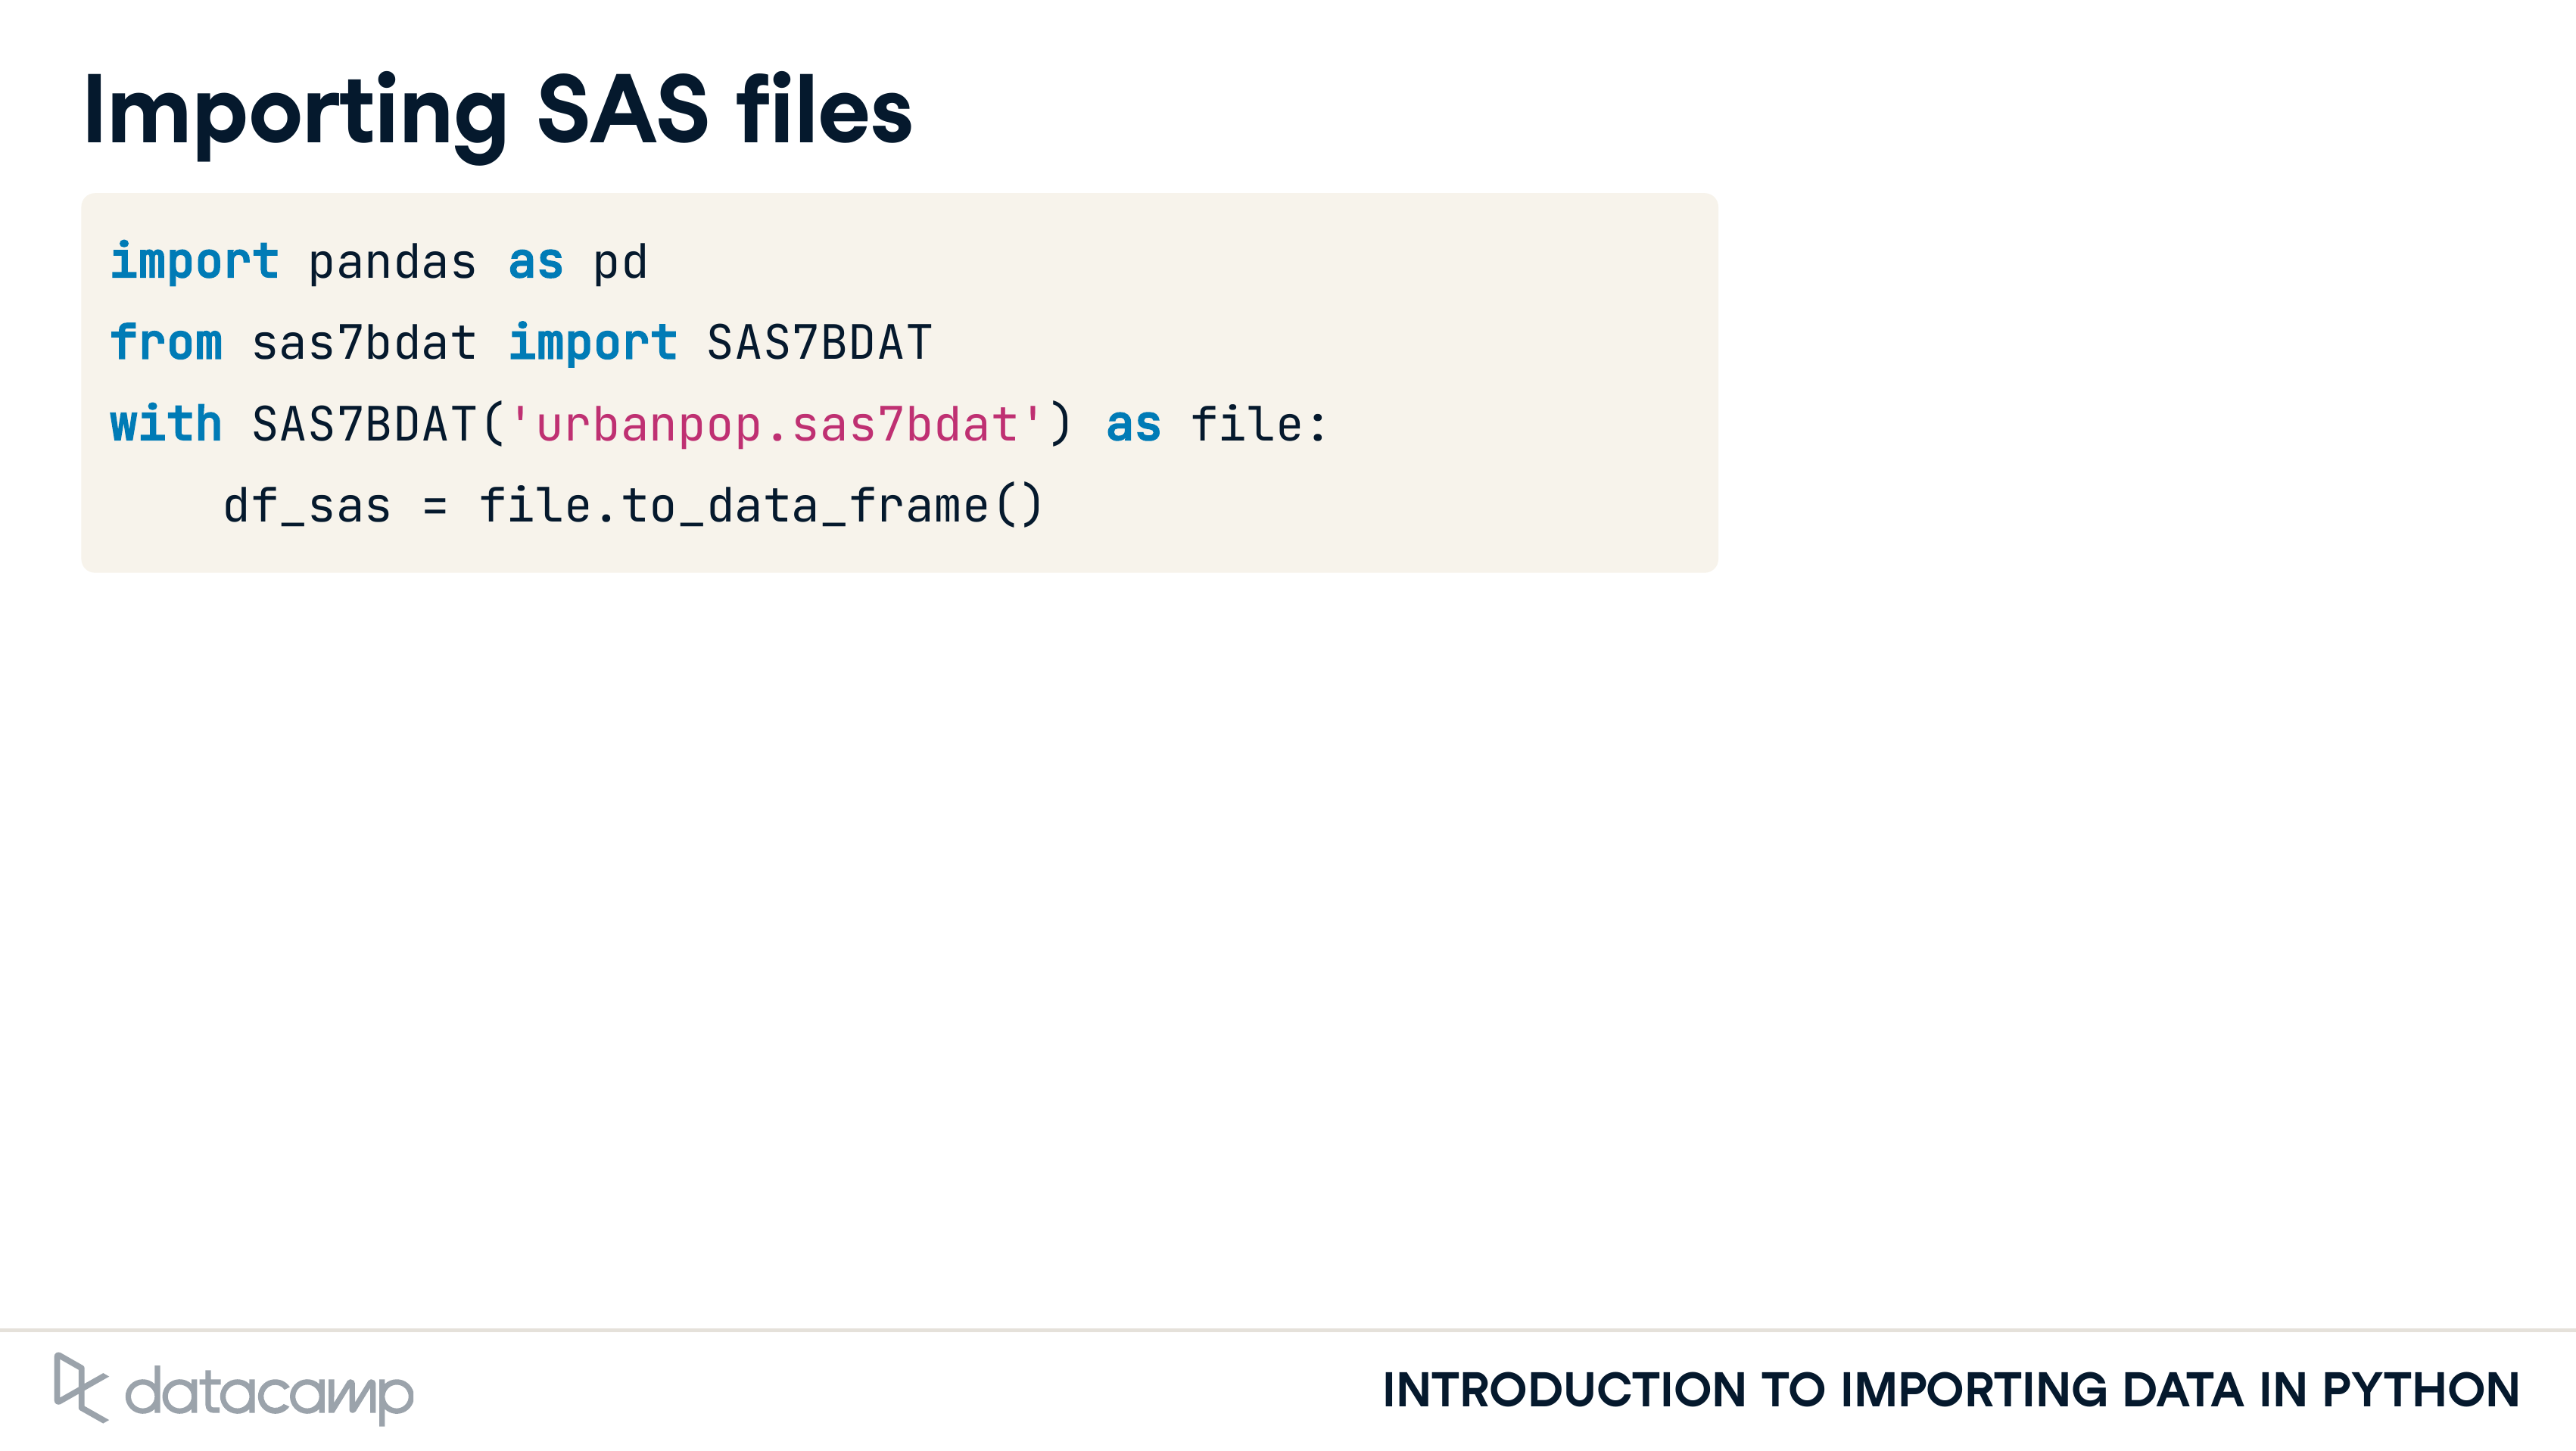 Importing SAS files
import pandas as pd
from sas7bdat import SAS7BDAT
with SAS7BDAT('urbanpop.sas7bdat') as file:
    df_sas = file.to_data_frame()
datacamp
INTRODUCTION TO IMPORTING DATA IN PYTHON